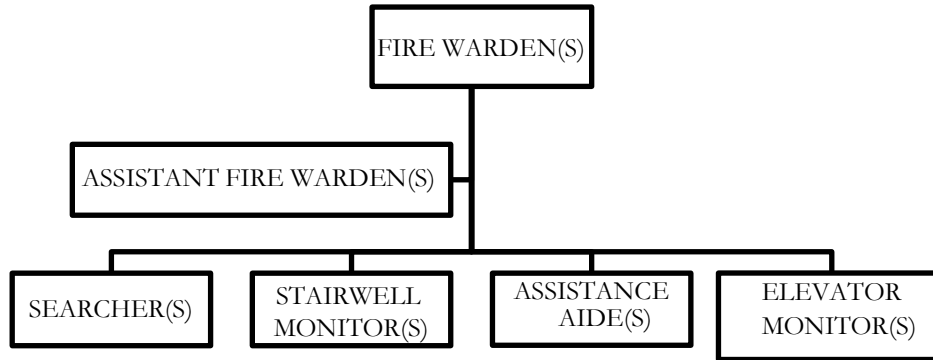 FIRE WARDEN(S)
ASSISTANT FIRE WARDEN(S)
SEARCHER(S)
STAIRWELL
MONITOR(S)
ASSISTANCE
AIDE(S)
ELEVATOR
MONITOR(S)